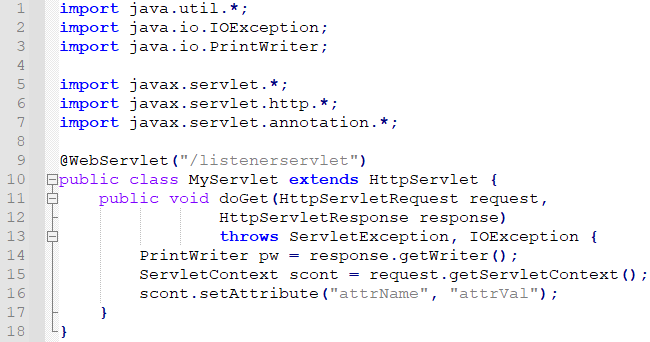 1 import java.util.*;
2 import java.io.IOException;
3 import java.io.PrintWriter;
4
5 import javax.servlet.*;
6 import javax.servlet.http.*;
7 import javax.servlet.annotation.*;
8
9 @WebServlet("/listenerservlet")
10 public class MyServlet extends HttpServlet {
11     public void doGet(HttpServletRequest request,
12                 HttpServletResponse response)
13                 throws ServletException, IOException {
14         PrintWriter pw = response.getWriter();
15         ServletContext scont = request.getServletContext();
16         scont.setAttribute("attrName", "attrVal");
17     }
18 }